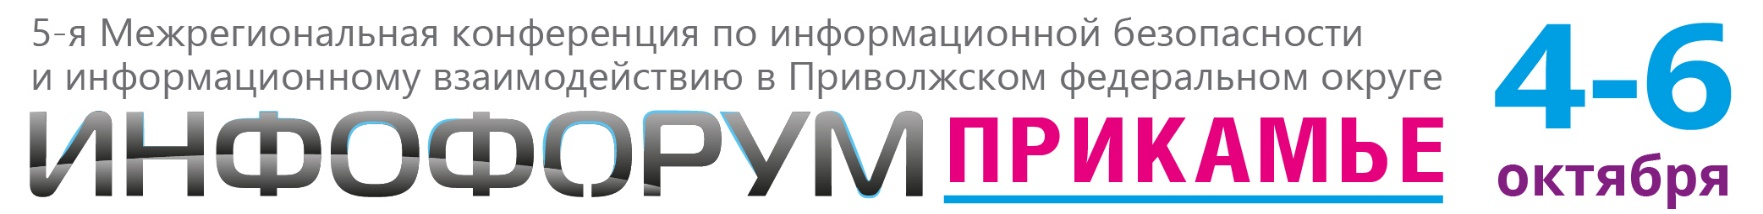 5-я Межрегиональная конференция по информационной безопасности
и информационному взаимодействию в Приволжском федеральном округе
ИНФОФОРУМ ПРИКАМЬЕ
4-6
октября